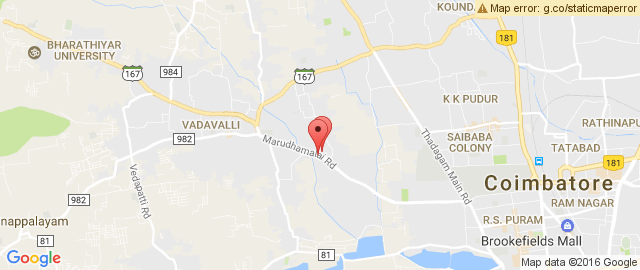 KOUND
Map error: g.co/staticmaperror
BHARATHIYAR
UNIVERSITY
984
167
167
181
K K PUDUR
VADAVALLI
982
Marudhamalai Rd
Thadagam Main Rd
SAIBABA
COLONY
RATHINAPU
TATABAD
181
Vedapatti Rd
982
Coimbatore
RAM NAGAR
nnappalayam
R.S. PURAM
81
81
Brookefields Mall
Google
Map data ©2016 Google